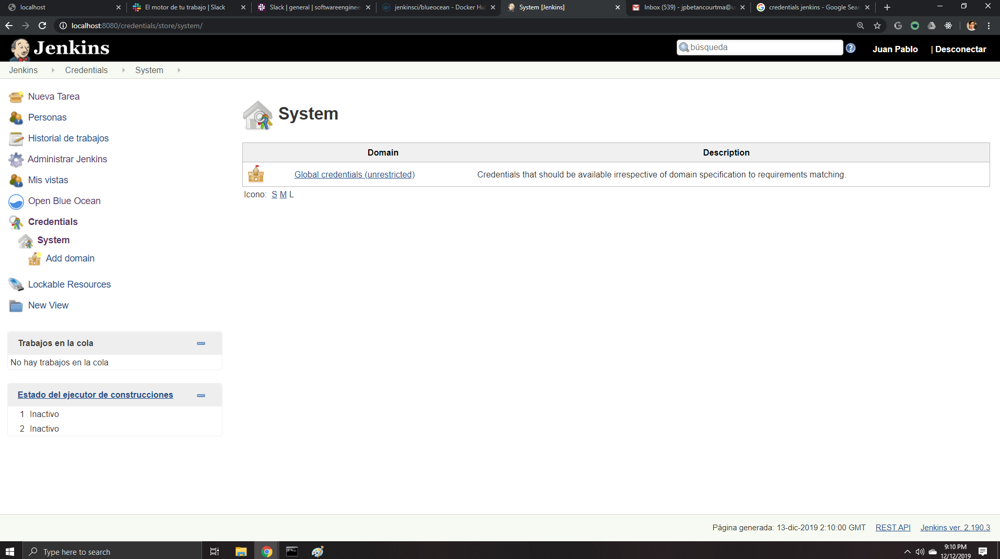 localhost
El motor de tu trabajo | Slack
Slack | general | softwareenginee
jenkinsci/blueocean - Docker Hu
System [Jenkins]
Inbox (539) - jpbetancourtma@u
credentials jenkins - Google Sear
localhost:8080/credentials/store/system/
Jenkins
búsqueda
Juan Pablo
| Desconectar
Jenkins
Credentials
System
Nueva Tarea
Personas
Historial de trabajos
Administrar Jenkins
Mis vistas
Open Blue Ocean
Credentials
System
Add domain
Lockable Resources
New View
Trabajos en la cola
No hay trabajos en la cola
Estado del ejecutor de construcciones
1 Inactivo
2 Inactivo
System
Domain Description
Global credentials (unrestricted) Credentials that should be available irrespective of domain specification to requirements matching.
Icono: S M L
Página generada: 13-dic-2019 2:10:00 GMT REST API Jenkins ver. 2.190.3
Type here to search
9:10 PM
12/12/2019